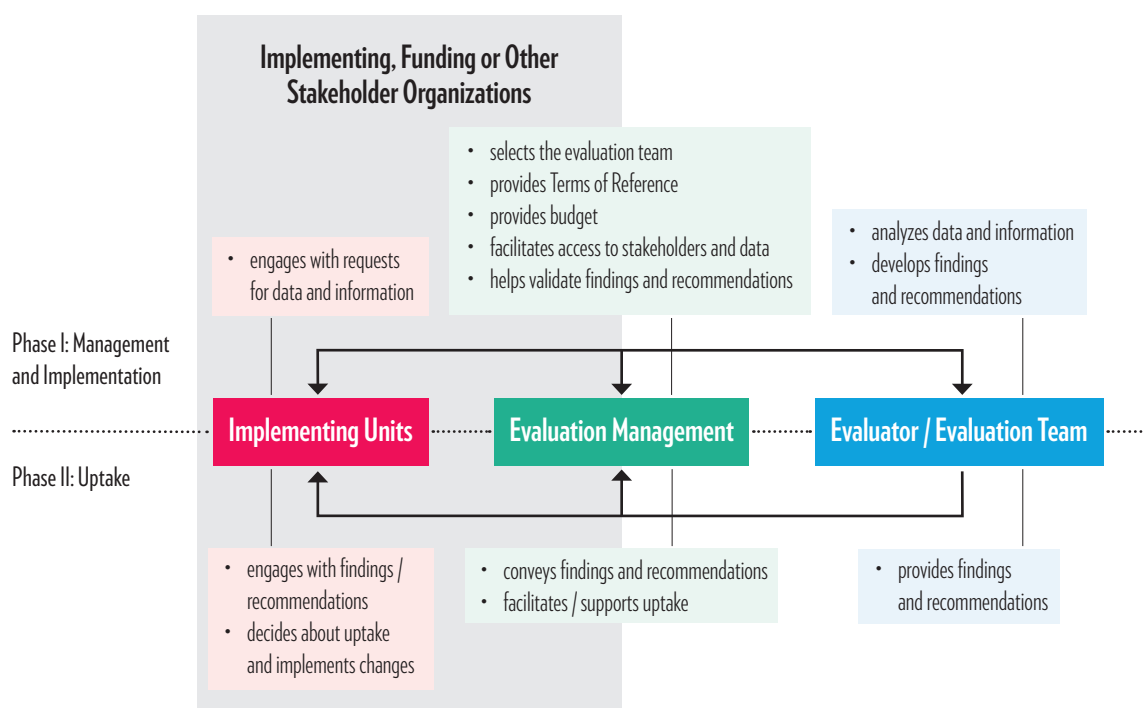 Implementing, Funding or Other
Stakeholder Organizations
• selects the evaluation team
• provides Terms of Reference
• provides budget
• facilitates access to stakeholders and data
• helps validate findings and recommendations
• engages with requests
for data and information
• analyzes data and information
• develops findings
and recommendations
Phase I: Management
and Implementation
Implementing Units
Evaluation Management
Evaluator / Evaluation Team
Phase II: Uptake
• engages with findings /
recommendations
• decides about uptake
and implements changes
• conveys findings and recommendations
• facilitates / supports uptake
• provides findings
and recommendations